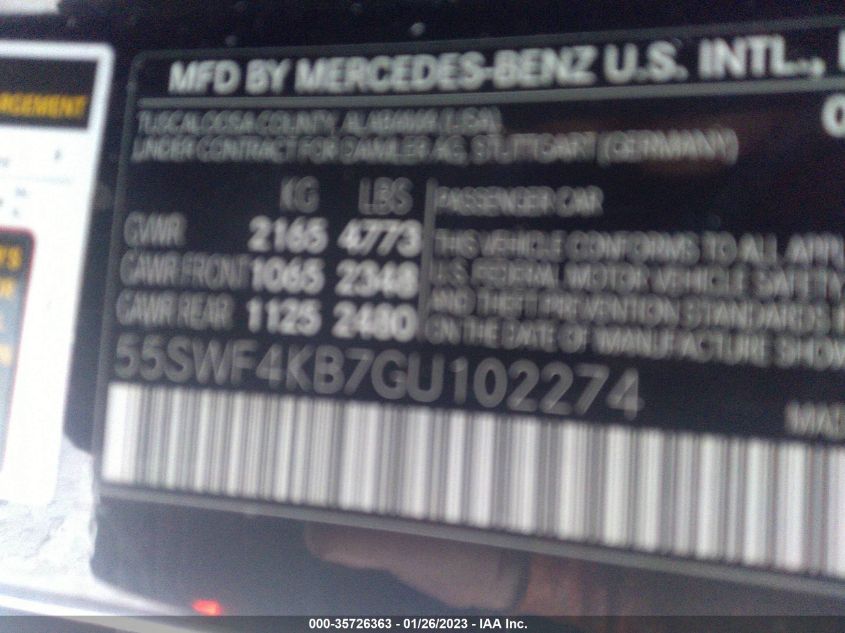 ARGEMENT
MFD BY MERCEDES-BENZ U.S. INTL.,
TUSCALOOSA COUNTY, ALABAMA (USA),
UNDER CONTRACT FOR DAIMLER AG, STUTTGART (GERMANY)
KG LBS
GVWR 2165 4773
GAWR FRONT 1065 2348
GAWR REAR 1125 2480
PASSENGER CAR
THIS VEHICLE CONFORMS TO ALL APPL
U.S. FEDERAL MOTOR VEHICLE SAFETY
AND THEFT PREVENTION STANDARDS
ON THE DATE OF MANUFACTURE SHOW
55SWF4KB7GU102274
000-35726363 - 01/26/2023 - IAA Inc.